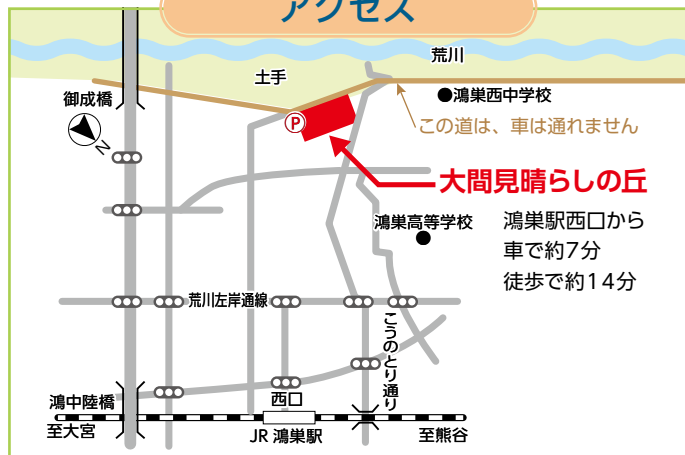 アクセス
荒川
土手
御成橋
鴻巣西中学校
P
この道は、車は通れません
N
大間見晴らしの丘
鴻巣高等学校
鴻巣駅西口から
車で約7分
徒歩で約14分
荒川左岸通線
こうのとり通り
鴻中陸橋
西口
至大宮
JR 鴻巣駅
至熊谷